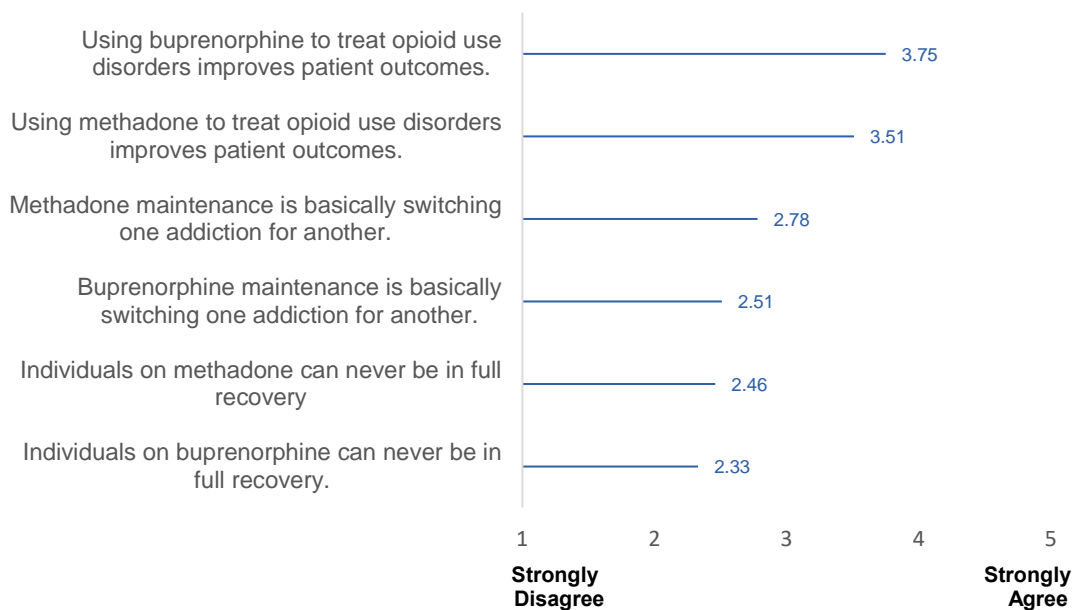 Using buprenorphine to treat opioid use
disorders improves patient outcomes.
3.75
Using methadone to treat opioid use disorders
improves patient outcomes.
3.51
Methadone maintenance is basically switching
one addiction for another.
2.78
Buprenorphine maintenance is basically
switching one addiction for another.
2.51
Individuals on methadone can never be in full
recovery
2.46
Individuals on buprenorphine can never be in
full recovery.
2.33
1 2 3 4 5
Strongly Disagree
Strongly Agree